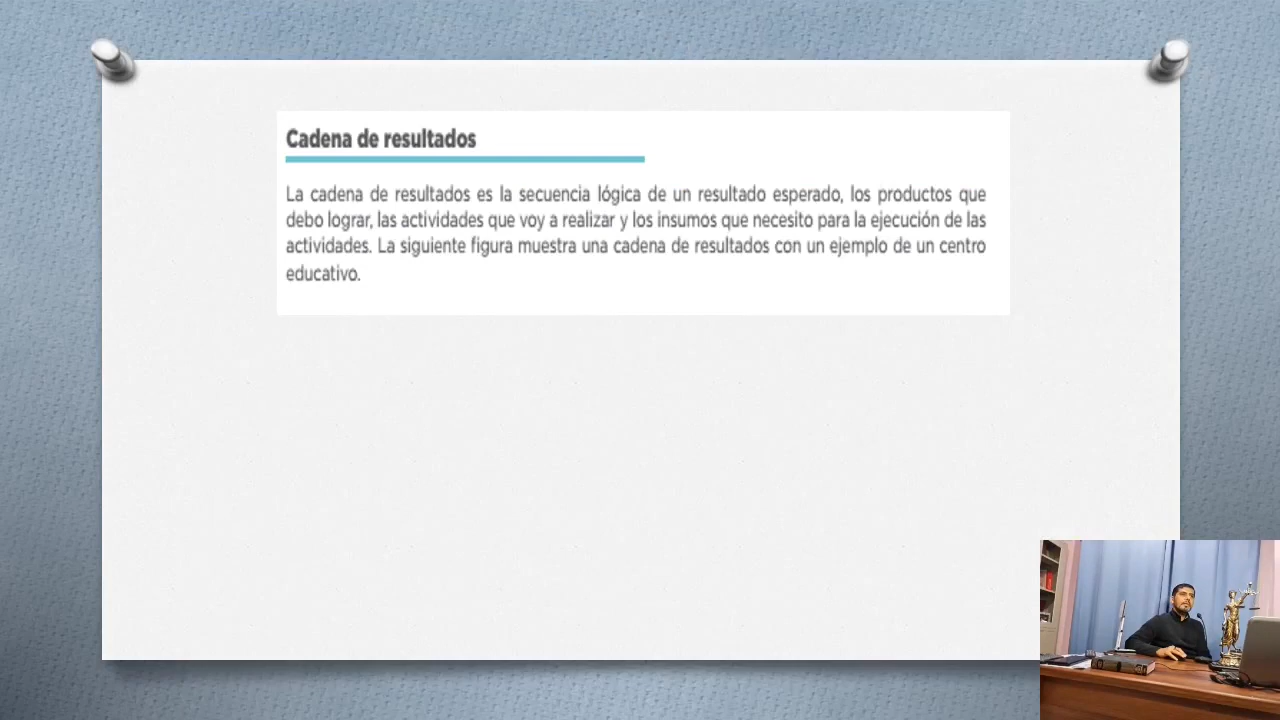 Cadena de resultados
La cadena de resultados es la secuencia lógica de un resultado esperado, los productos que
debo lograr, las actividades que voy a realizar y los insumos que necesito para la ejecución de las
actividades. La siguiente figura muestra una cadena de resultados con un ejemplo de un centro
educativo.